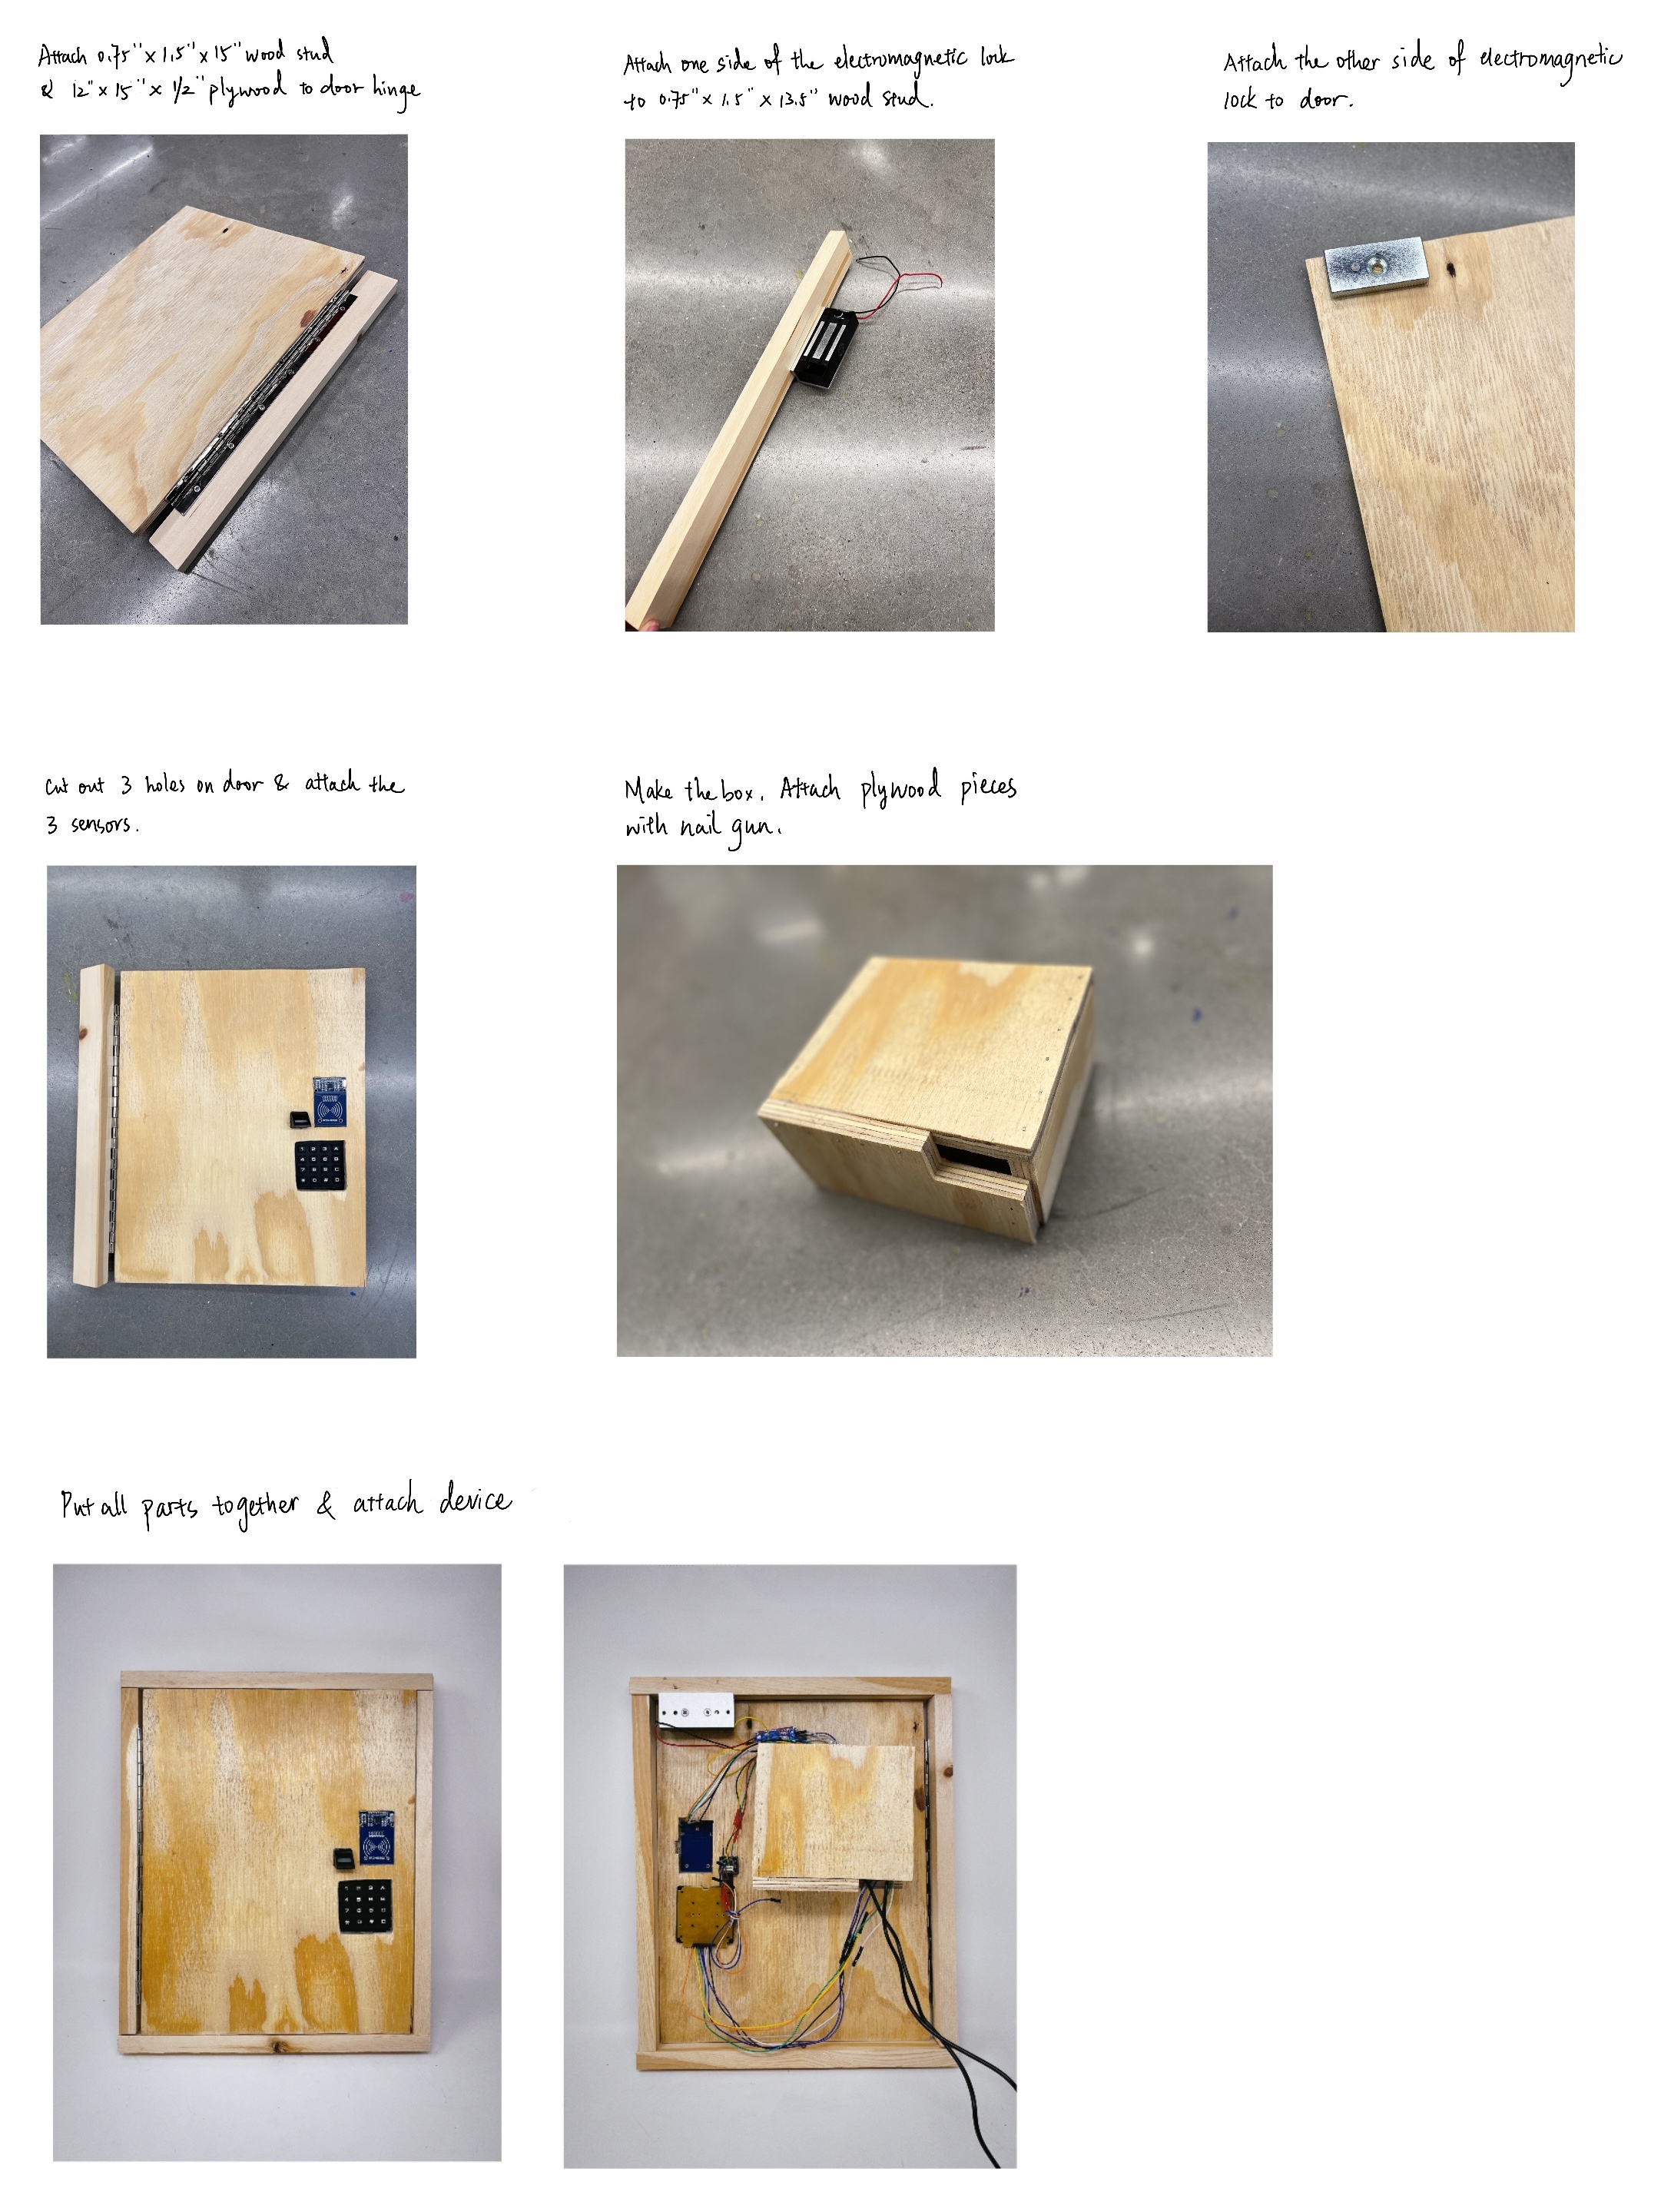 Attach 0.75" x 1.5" x 15" wood stud
& 12" x 15" x 1/2" plywood to door hinge
Attach one side of the electromagnetic lock
to 0.75" x 1.5" x 13.5" wood stud.
Attach the other side of electromagnetic
lock to door.
Cut out 3 holes on door & attach the
3 sensors.
Make the box. Attach plywood pieces
with nail gun.
Put all parts together & attach device